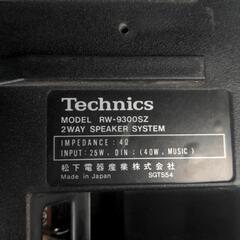 Technics
MODEL RW-9300SZ
2WAY SPEAKER SYSTEM
IMPEDANCE: 4Ω
INPUT: 25W, DIN; (40W, MUSIC)
松下電器産業株式会社
Made in Japan SGT554